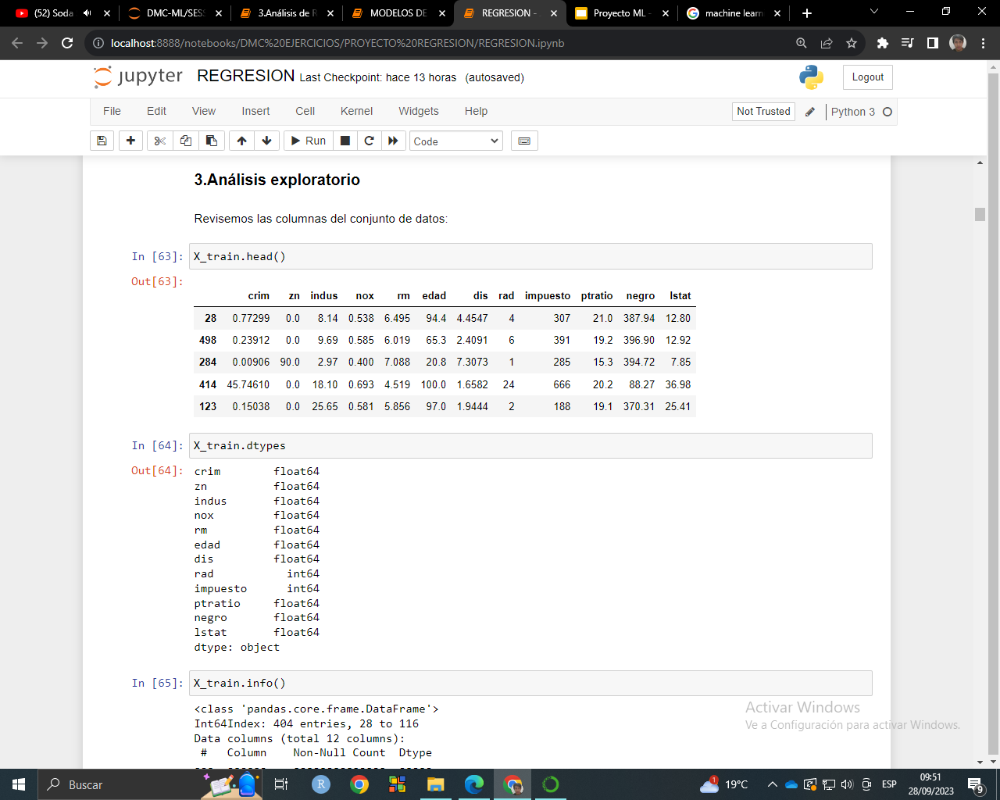 (52) Soda
DMC-ML/SES
3.Análisis de R
MODELOS DE
REGRESION -
Proyecto ML -
machine learn
localhost:8888/notebooks/DMC%20EJERCICIOS/PROYECTO%20REGRESION/REGRESION.ipynb
jupyter REGRESION Last Checkpoint: hace 13 horas (autosaved)
Logout
File Edit View Insert Cell Kernel Widgets Help
Not Trusted
Python 3
Run
Code
3.Análisis exploratorio
Revisemos las columnas del conjunto de datos:
In [63]: X_train.head()
Out[63]:
crim zn indus nox rm edad dis rad impuesto ptratio negro lstat
28 0.77299 0.0 8.14 0.538 6.495 94.4 4.4547 4 307 21.0 387.94 12.80
498 0.23912 0.0 9.69 0.585 6.019 65.3 2.4091 6 391 19.2 396.90 12.92
284 0.00906 90.0 2.97 0.400 7.088 20.8 7.3073 1 285 15.3 394.72 7.85
414 45.74610 0.0 18.10 0.693 4.519 100.0 1.6582 24 666 20.2 88.27 36.98
123 0.15038 0.0 25.65 0.581 5.856 97.0 1.9444 2 188 19.1 370.31 25.41
In [64]: X_train.dtypes
Out[64]: crim float64
zn float64
indus float64
nox float64
rm float64
edad float64
dis float64
rad int64
impuesto int64
ptratio float64
negro float64
lstat float64
dtype: object
In [65]: X_train.info()
<class 'pandas.core.frame.DataFrame'>
Int64Index: 404 entries, 28 to 116
Data columns (total 12 columns):
# Column Non-Null Count Dtype
Activar Windows
Ve a Configuración para activar Windows.
Buscar
R
1
19°C
ESP
09:51
28/09/2023
9